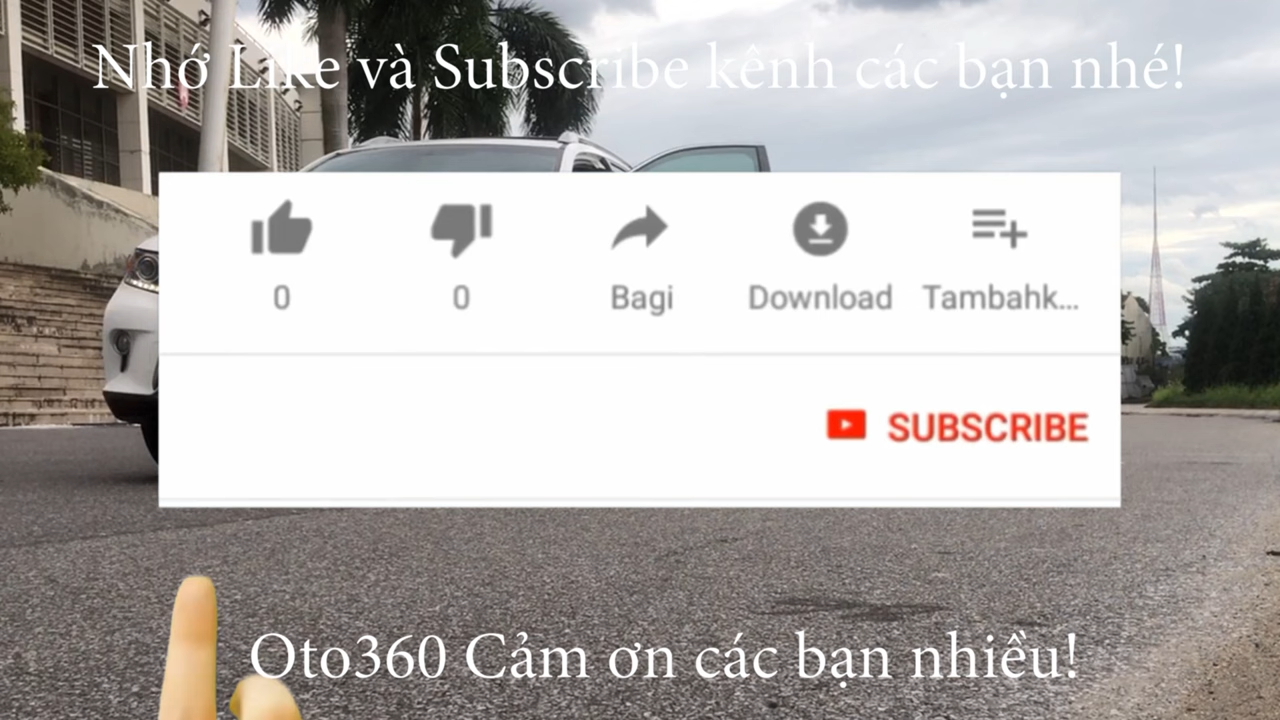 Nhớ Like và Subscribe kênh các bạn nhé!
0 0 Bagi Download Tambahk...
SUBSCRIBE
Oto360 Cảm ơn các bạn nhiều!